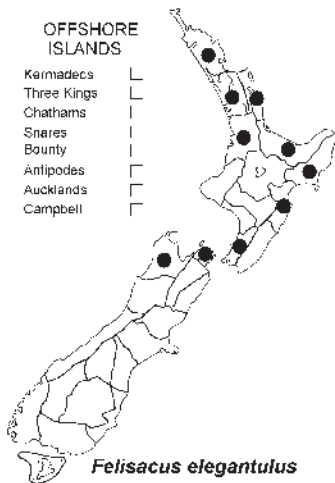 OFFSHORE
ISLANDS
Kermadecs
Three Kings
Chathams
Snares
Bounty
Antipodes
Aucklands
Campbell
Felisacus elegantulus